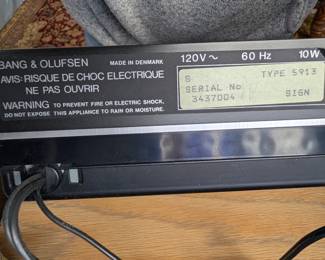 BANG & OLUFSEN MADE IN DENMARK
AVIS: RISQUE DE CHOC ELECTRIQUE
NE PAS OUVRIR
WARNING TO PREVENT FIRE OR ELECTRIC SHOCK,
DO NOT EXPOSE THIS APPLIANCE TO RAIN OR MOISTURE.
120V ~ 60 Hz 10W
S TYPE 5913
SERIAL No
3437004 SIGN